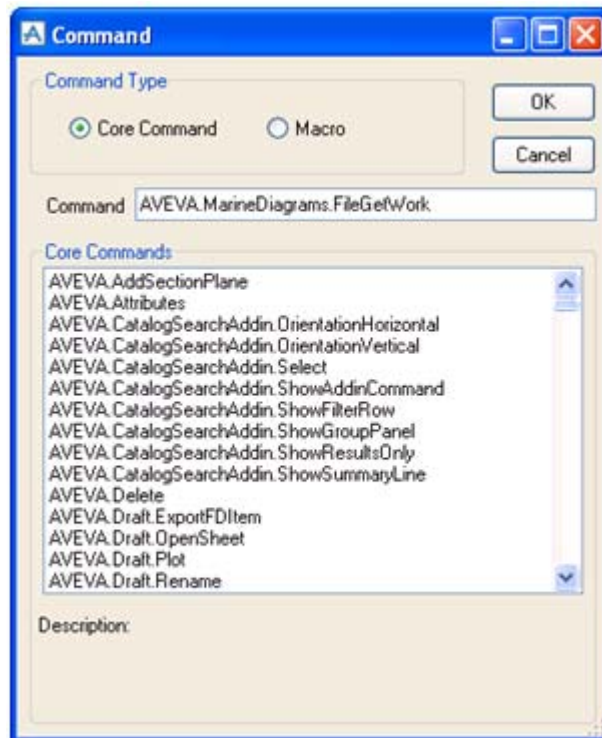 Command
Command Type
Core Command
Macro
OK
Cancel
Command AVEVA.MarineDiagrams.FileGetWork
Core Commands
AVEVA.AddSectionPlane
AVEVA.Attributes
AVEVA.CatalogSearchAddin.OrientationHorizontal
AVEVA.CatalogSearchAddin.OrientationVertical
AVEVA.CatalogSearchAddin.Select
AVEVA.CatalogSearchAddin.ShowAddinCommand
AVEVA.CatalogSearchAddin.ShowFilterRow
AVEVA.CatalogSearchAddin.ShowGroupPanel
AVEVA.CatalogSearchAddin.ShowResultsOnly
AVEVA.CatalogSearchAddin.ShowSummaryLine
AVEVA.Delete
AVEVA.Draft.ExportFDItem
AVEVA.Draft.OpenSheet
AVEVA.Draft.Plot
AVEVA.Draft.Rename
Description: